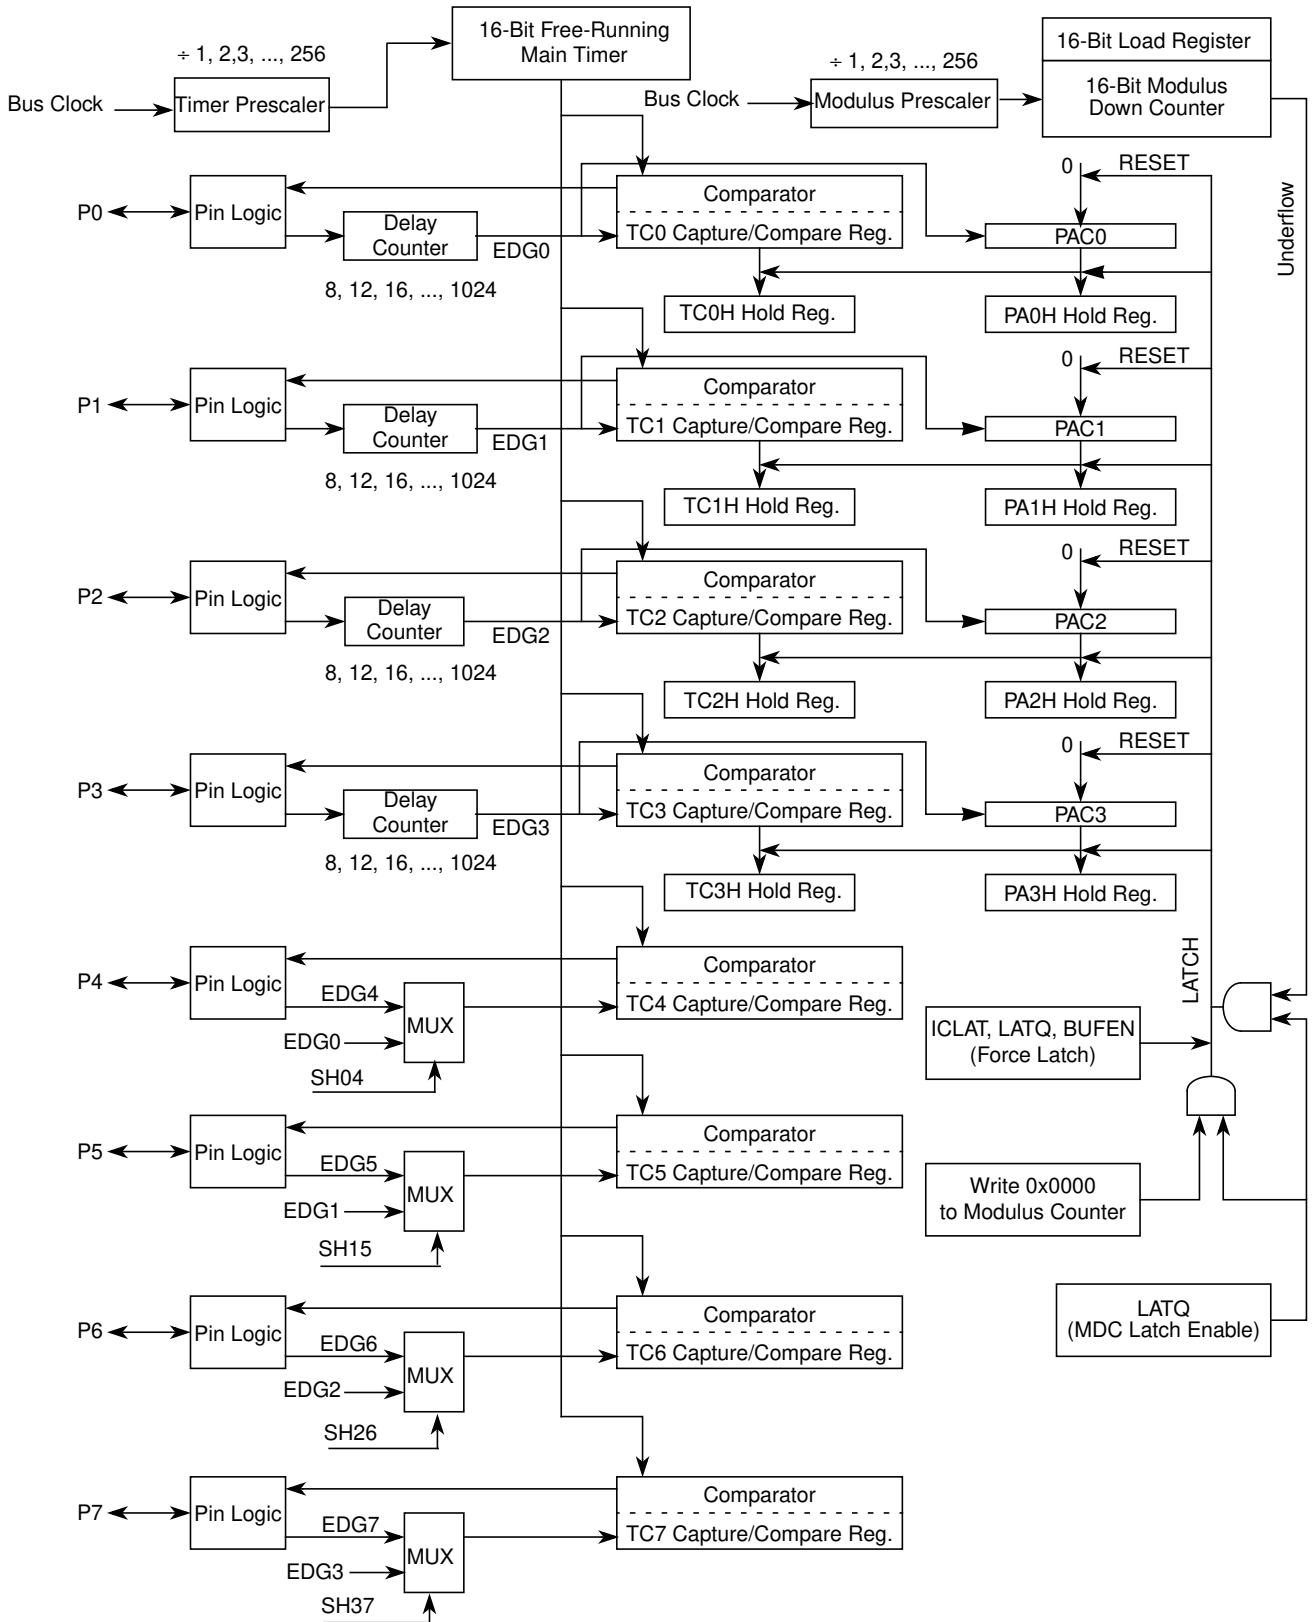 16-Bit Free-Running
Main Timer
16-Bit Load Register
16-Bit Modulus
Down Counter
÷ 1, 2,3, ..., 256
÷ 1, 2,3, ..., 256
Bus Clock
Timer Prescaler
Bus Clock
Modulus Prescaler
Underflow
P0
Pin Logic
Delay
Counter
EDG0
8, 12, 16, ..., 1024
Comparator
TC0 Capture/Compare Reg.
TC0H Hold Reg.
0
RESET
PAC0
PA0H Hold Reg.
P1
Pin Logic
Delay
Counter
EDG1
8, 12, 16, ..., 1024
Comparator
TC1 Capture/Compare Reg.
TC1H Hold Reg.
0
RESET
PAC1
PA1H Hold Reg.
P2
Pin Logic
Delay
Counter
EDG2
8, 12, 16, ..., 1024
Comparator
TC2 Capture/Compare Reg.
TC2H Hold Reg.
0
RESET
PAC2
PA2H Hold Reg.
P3
Pin Logic
Delay
Counter
EDG3
8, 12, 16, ..., 1024
Comparator
TC3 Capture/Compare Reg.
TC3H Hold Reg.
0
RESET
PAC3
PA3H Hold Reg.
LATCH
P4
Pin Logic
EDG4
EDG0
MUX
SH04
Comparator
TC4 Capture/Compare Reg.
ICLAT, LATQ, BUFEN
(Force Latch)
P5
Pin Logic
EDG5
EDG1
MUX
SH15
Comparator
TC5 Capture/Compare Reg.
Write 0x0000
to Modulus Counter
P6
Pin Logic
EDG6
EDG2
MUX
SH26
Comparator
TC6 Capture/Compare Reg.
LATQ
(MDC Latch Enable)
P7
Pin Logic
EDG7
EDG3
MUX
SH37
Comparator
TC7 Capture/Compare Reg.